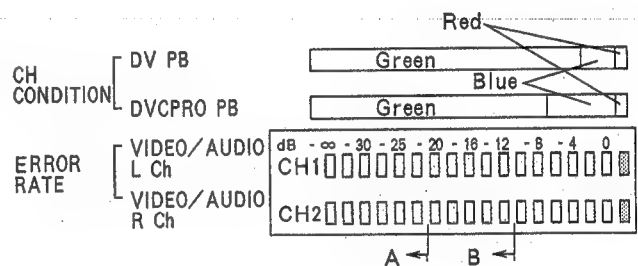 Red
DV PB
Green
CH
CONDITION
Blue
DVCPRO PB
Green
VIDEO/AUDIO
L Ch
dB -∞ - 30 - 25 - 20 - 16 - 12 - 8 - 4 0
CH1
ERROR
RATE
VIDEO/AUDIO
R Ch
CH2
A
B